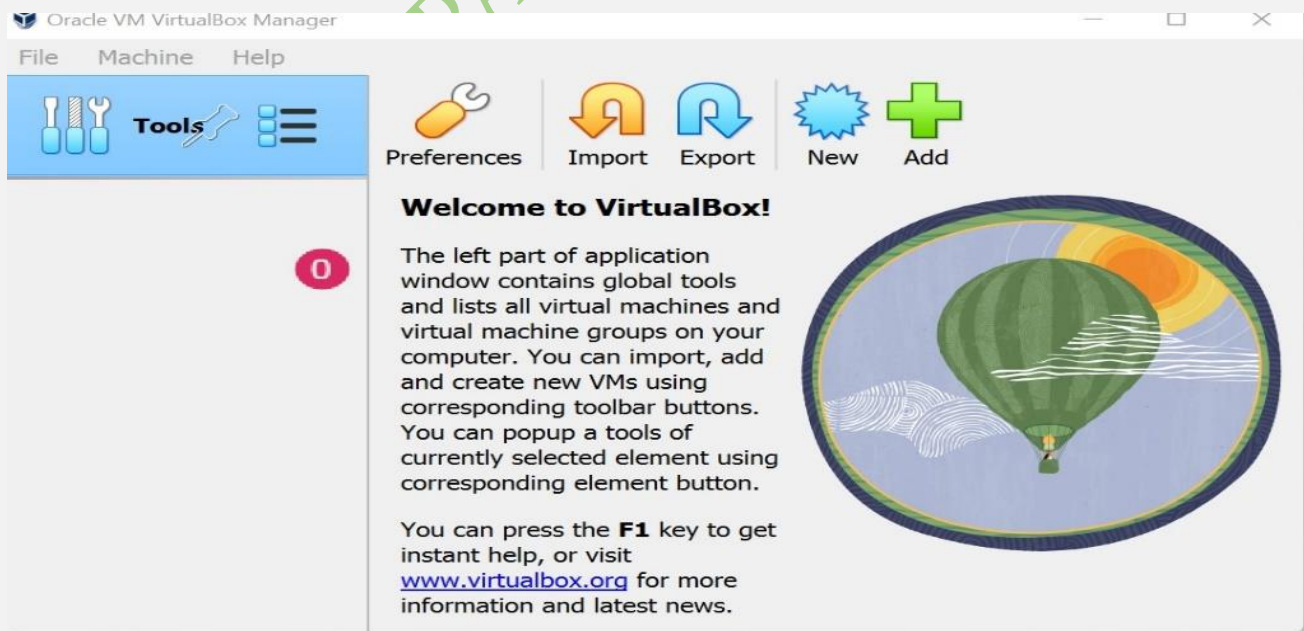 Oracle VM VirtualBox Manager
File Machine Help
Tools
Preferences Import Export New Add
0
Welcome to VirtualBox!
The left part of application
window contains global tools
and lists all virtual machines and
virtual machine groups on your
computer. You can import, add
and create new VMs using
corresponding toolbar buttons.
You can popup a tools of
currently selected element using
corresponding element button.
You can press the F1 key to get
instant help, or visit
www.virtualbox.org for more
information and latest news.